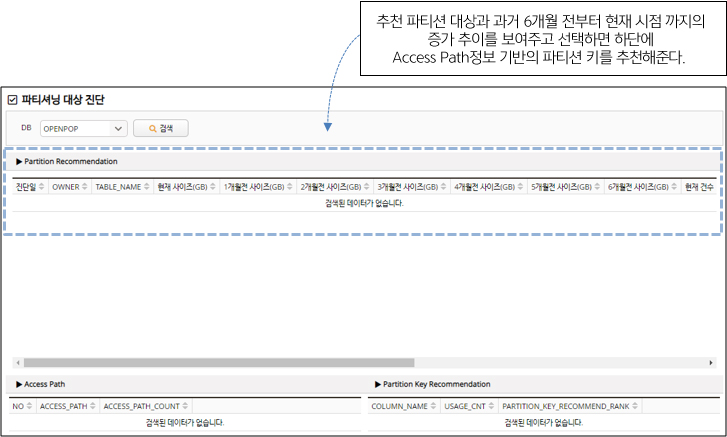 추천 파티션 대상과 과거 6개월 전부터 현재 시점 까지의
증가 추이를 보여주고 선택하면 하단에
Access Path정보 기반의 파티션 키를 추천해준다.
파티셔닝 대상 진단
DB OPENPOP 검색
▶ Partition Recommendation
진단일 OWNER TABLE_NAME 현재 사이즈(GB) 1개월전 사이즈(GB) 2개월전 사이즈(GB) 3개월전 사이즈(GB) 4개월전 사이즈(GB) 5개월전 사이즈(GB) 6개월전 사이즈(GB) 현재 건수
검색된 데이터가 없습니다.
▶ Access Path ▶ Partition Key Recommendation
NO ACCESS_PATH ACCESS_PATH_COUNT COLUMN_NAME USAGE_CNT PARTITION_KEY_RECOMMEND_RANK
검색된 데이터가 없습니다. 검색된 데이터가 없습니다.